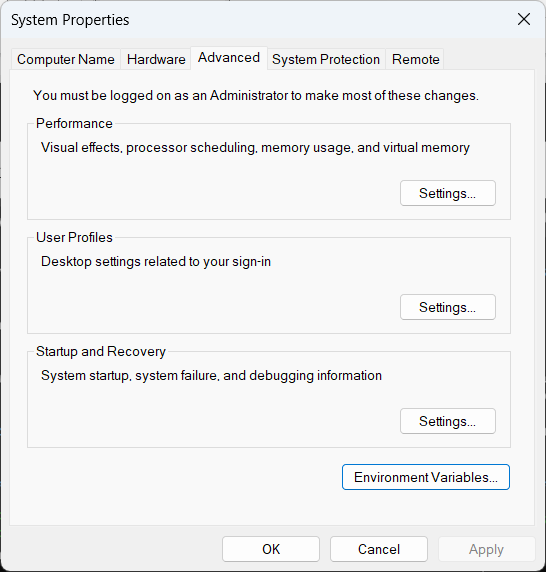 System Properties
Computer Name Hardware Advanced System Protection Remote
You must be logged on as an Administrator to make most of these changes.
Performance
Visual effects, processor scheduling, memory usage, and virtual memory
Settings...
User Profiles
Desktop settings related to your sign-in
Settings...
Startup and Recovery
System startup, system failure, and debugging information
Settings...
Environment Variables...
OK Cancel Apply